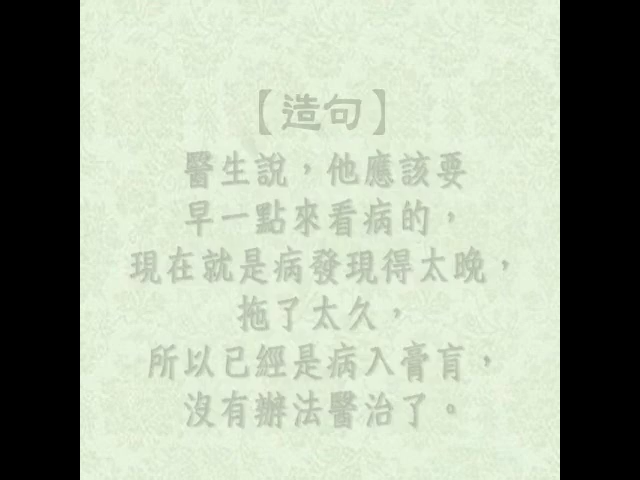 【造句】
醫生說，他應該要
早一點來看病的，
現在就是病發現得太晚，
拖了太久，
所以已經是病入膏肓，
沒有辦法醫治了。